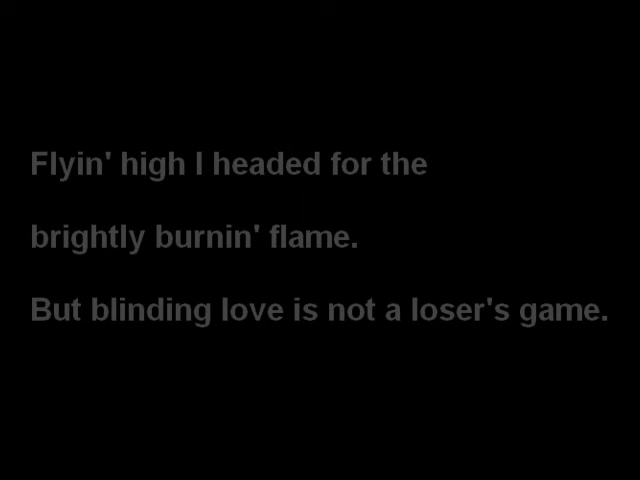 Flyin' high I headed for the
brightly burnin' flame.
But blinding love is not a loser's game.